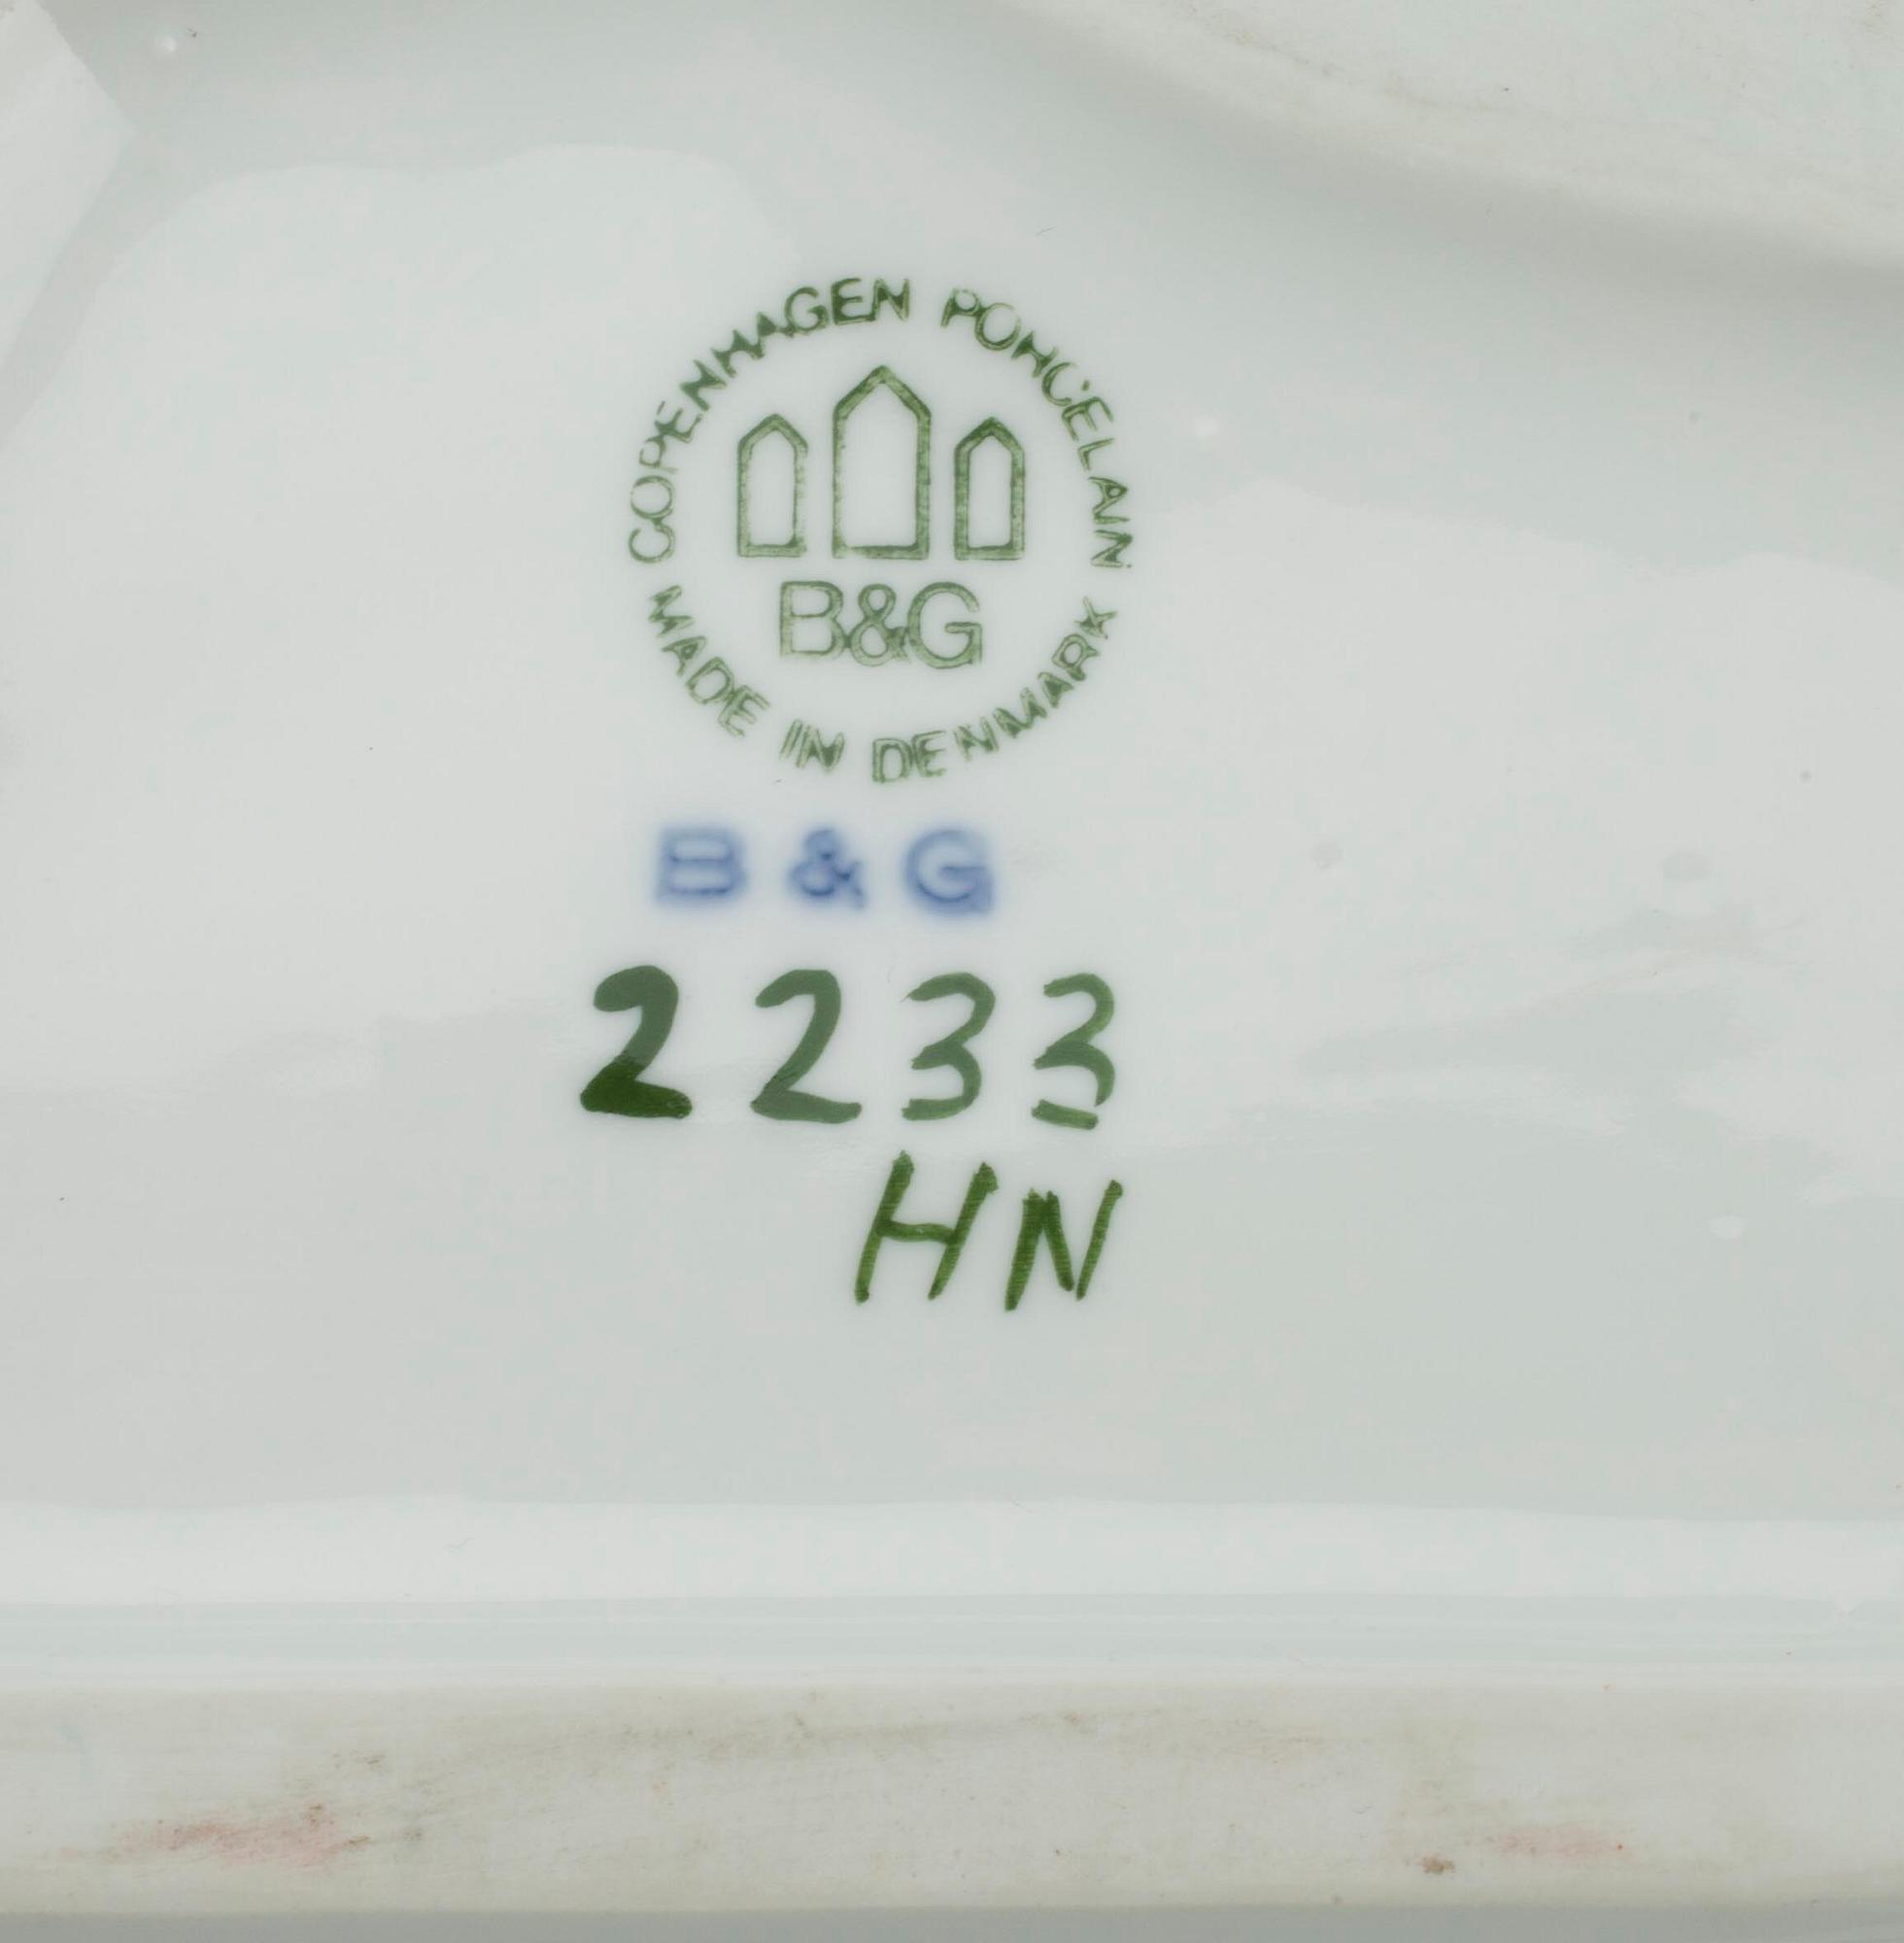 COPENHAGEN PORCELAIN
B&G
MADE IN DENMARK
B & G
2233
HN